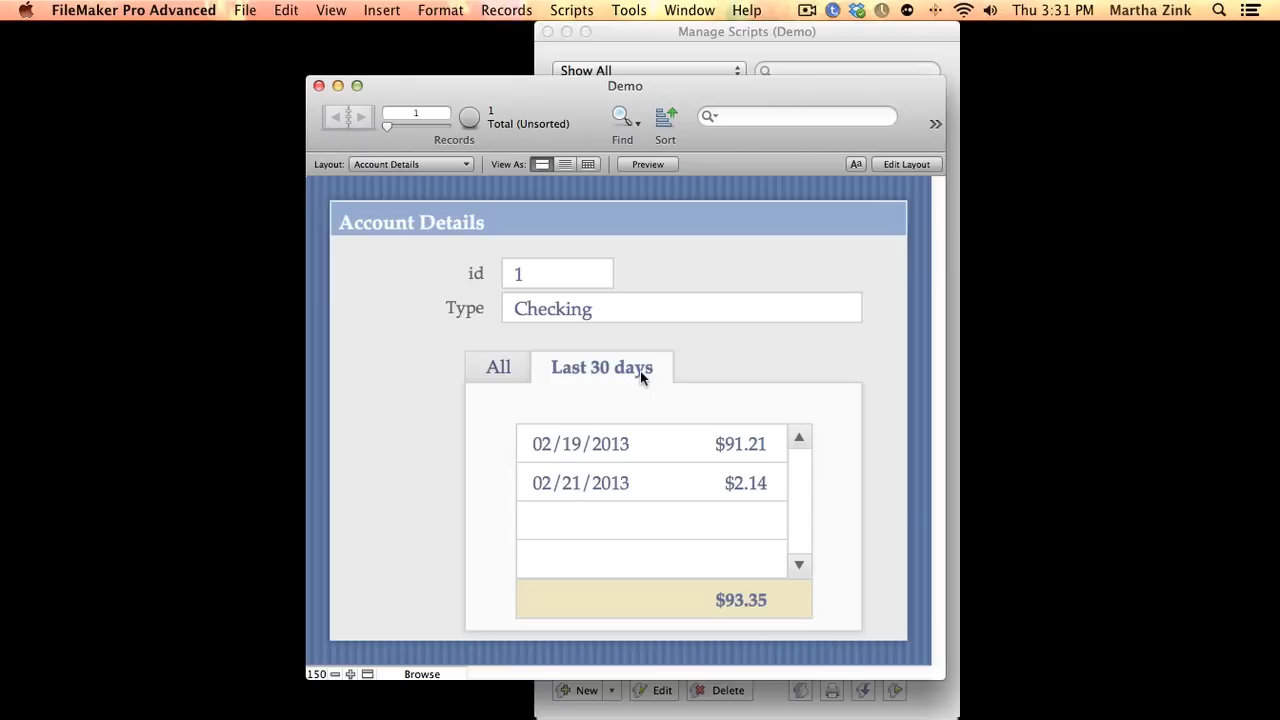 FileMaker Pro Advanced File Edit View Insert Format Records Scripts Tools Window Help Thu 3:31 PM Martha Zink
Manage Scripts (Demo)
Show All
Demo
1
1
Total (Unsorted)
Records Find Sort
Layout: Account Details View As: Preview Aa Edit Layout
Account Details
id 1
Type Checking
All Last 30 days
02/19/2013 $91.21
02/21/2013 $2.14
$93.35
150 Browse
New Edit Delete